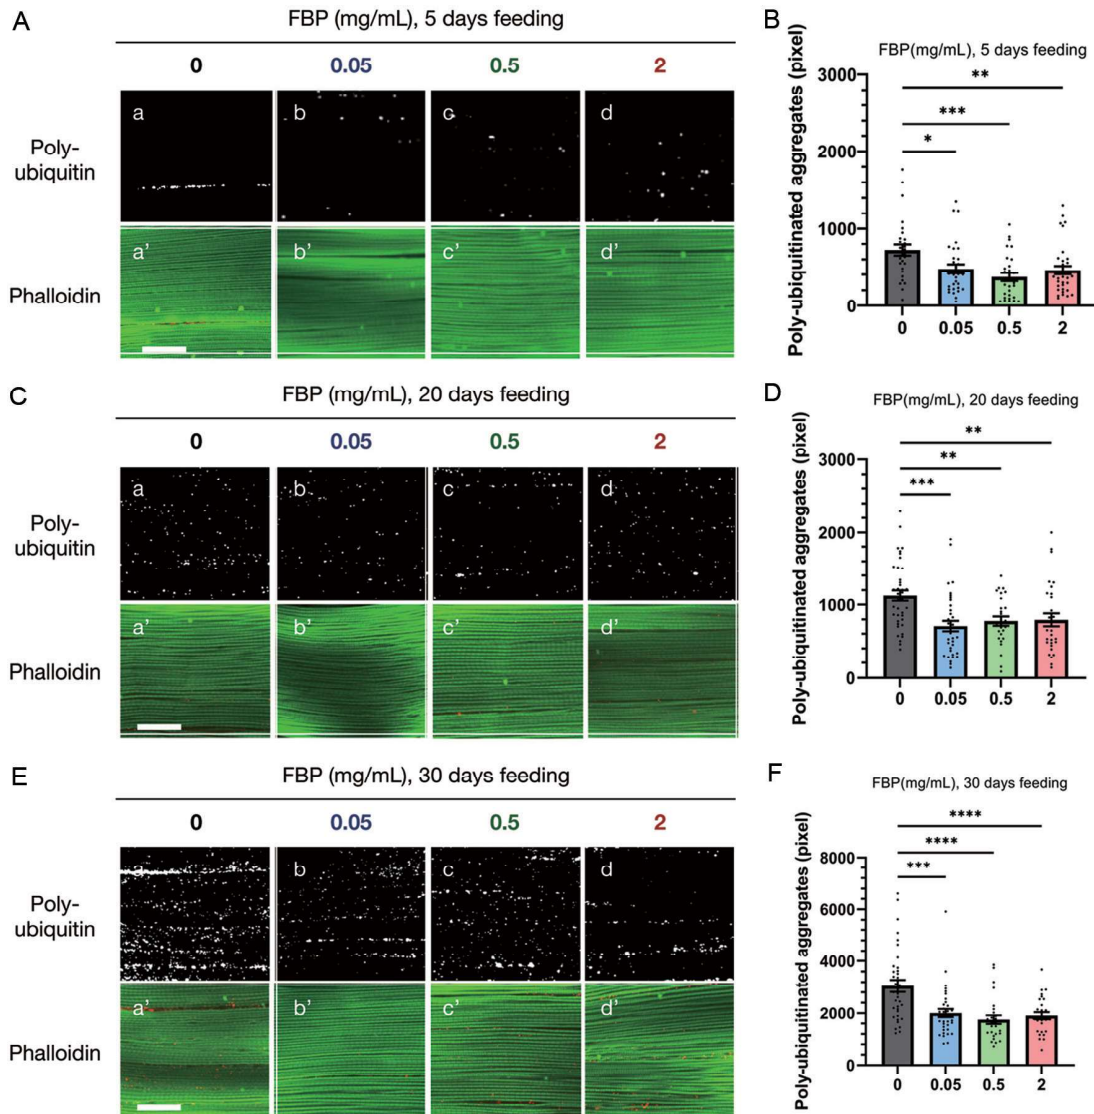 A
FBP (mg/mL), 5 days feeding
0 0.05 0.5 2
Poly-
ubiquitin
a b c d
Phalloidin
a’ b’ c’ d’
B
FBP(mg/mL), 5 days feeding
Poly-ubiquitinated aggregates (pixel)
3000
2000
1000
0
**
***
*
0 0.05 0.5 2
C
FBP (mg/mL), 20 days feeding
0 0.05 0.5 2
Poly-
ubiquitin
a b c d
Phalloidin
a’ b’ c’ d’
D
FBP(mg/mL), 20 days feeding
Poly-ubiquitinated aggregates (pixel)
3000
2000
1000
0
**
**
***
0 0.05 0.5 2
E
FBP (mg/mL), 30 days feeding
0 0.05 0.5 2
Poly-
ubiquitin
b c d
Phalloidin
a’ b’ c’ d’
F
FBP(mg/mL), 30 days feeding
Poly-ubiquitinated aggregates (pixel)
8000
6000
4000
2000
0
****
****
***
0 0.05 0.5 2